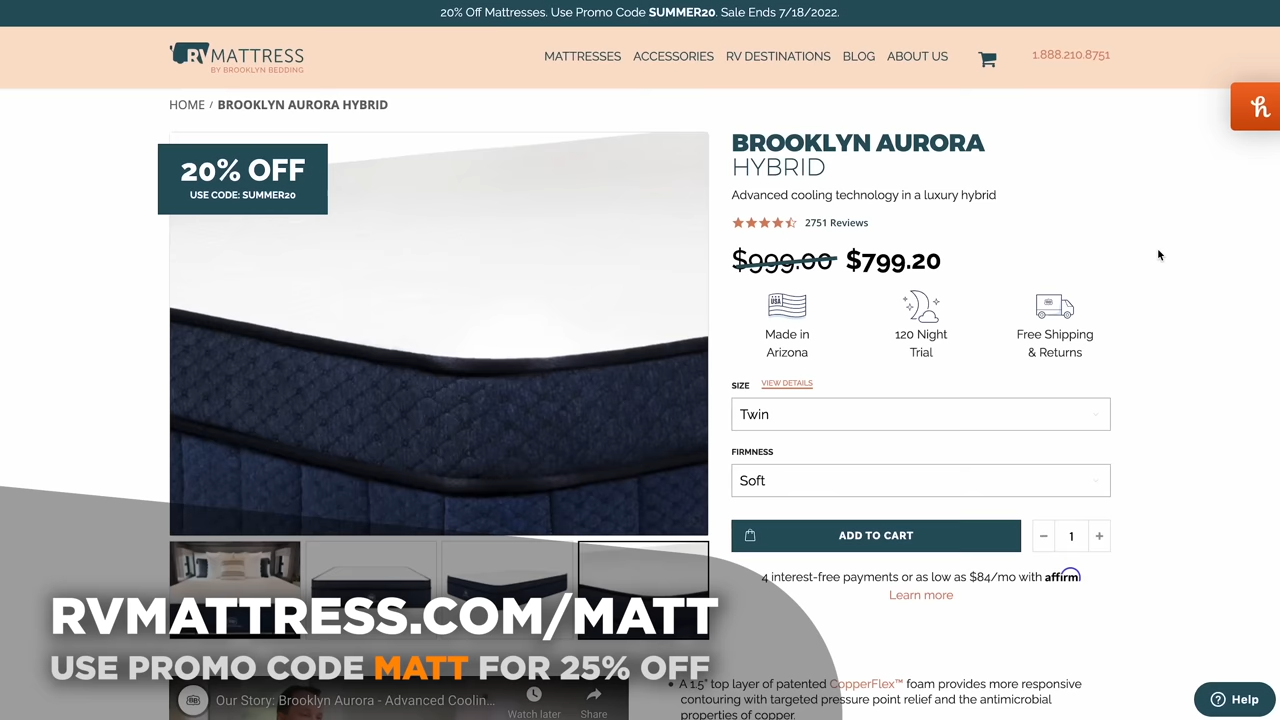 20% Off Mattresses. Use Promo Code SUMMER20. Sale Ends 7/18/2022.
RVMATTRESS
BY BROOKLYN BEDDING
MATTRESSES ACCESSORIES RV DESTINATIONS BLOG ABOUT US 1.888.210.8751
HOME / BROOKLYN AURORA HYBRID
20% OFF
USE CODE: SUMMER20
BROOKLYN AURORA
HYBRID
Advanced cooling technology in a luxury hybrid
2751 Reviews
$999.00 $799.20
USA
Made in
Arizona
120 Night
Trial
Free Shipping
& Returns
SIZE VIEW DETAILS
Twin
FIRMNESS
Soft
ADD TO CART
− 1 +
4 interest-free payments or as low as $84/mo with affirm
Learn more
RVMATTRESS.COM/MATT
USE PROMO CODE MATT FOR 25% OFF
Our Story: Brooklyn Aurora - Advanced Coolin...
Watch later
Share
• A 1.5" top layer of patented CopperFlex™ foam provides more responsive
contouring with targeted pressure point relief and the antimicrobial
properties of copper.
Help